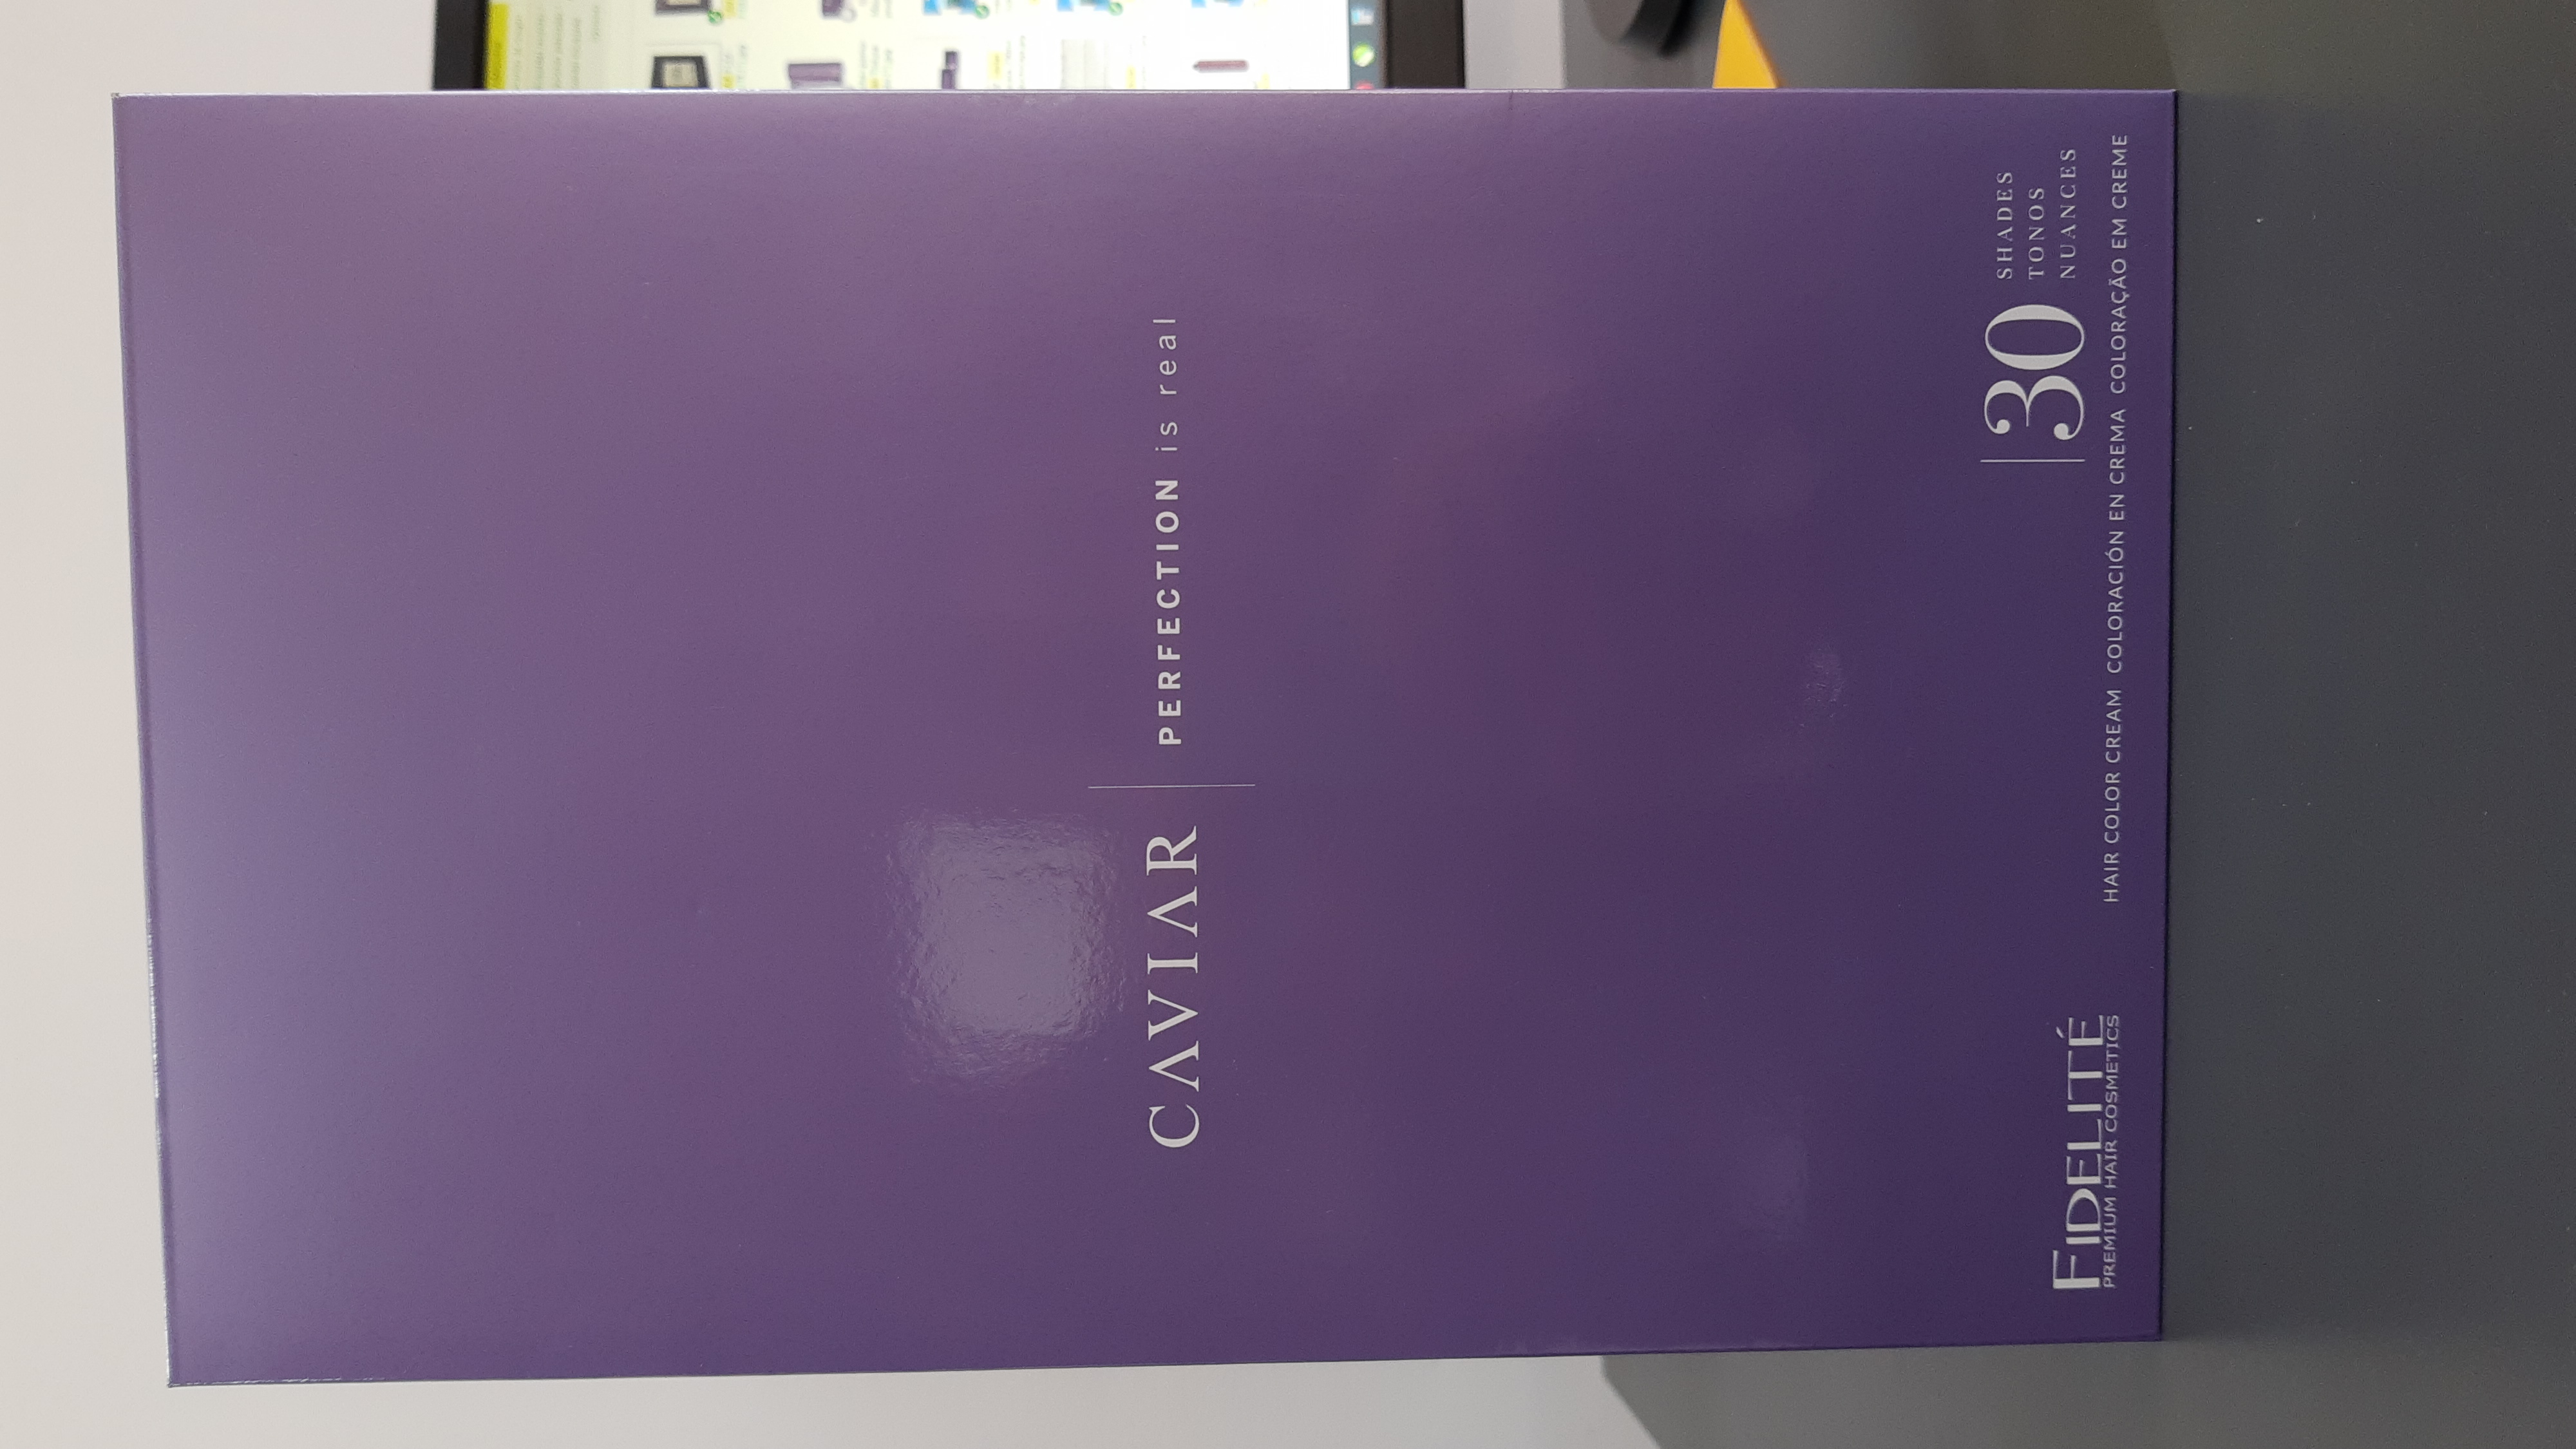 CAVIAR PERFECTION is real
30 SHADES
TONOS
NUANCES
FIDELITÉ
PREMIUM HAIR COSMETICS
HAIR COLOR CREAM COLORACIÓN EN CREMA COLORAÇÃO EM CREME